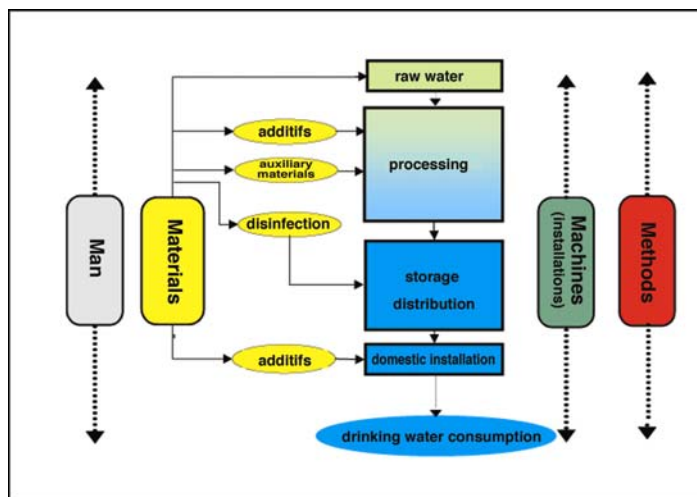 raw water
additifs
auxiliary
materials
processing
disinfection
storage
distribution
additifs
domestic installation
drinking water consumption
Man
Materials
Machines
(installations)
Methods